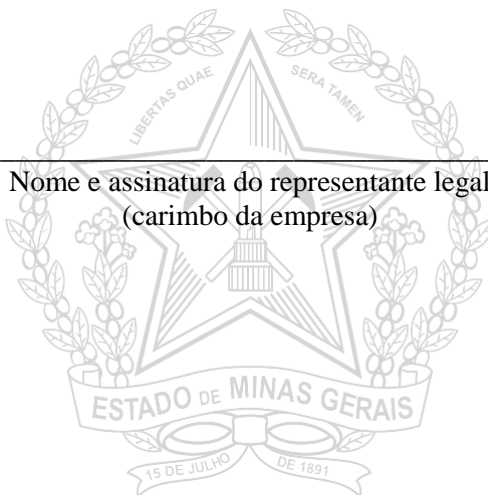 LIBERTAS QUAE SERA TAMEN
Nome e assinatura do representante legal
(carimbo da empresa)
ESTADO DE MINAS GERAIS
15 DE JULHO DE 1891